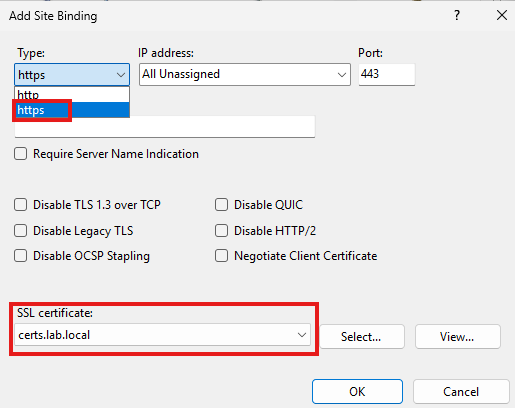 Add Site Binding ? ×
Type: IP address: Port:
https All Unassigned 443
http
https
Require Server Name Indication
Disable TLS 1.3 over TCP Disable QUIC
Disable Legacy TLS Disable HTTP/2
Disable OCSP Stapling Negotiate Client Certificate
SSL certificate:
certs.lab.local Select... View...
OK Cancel